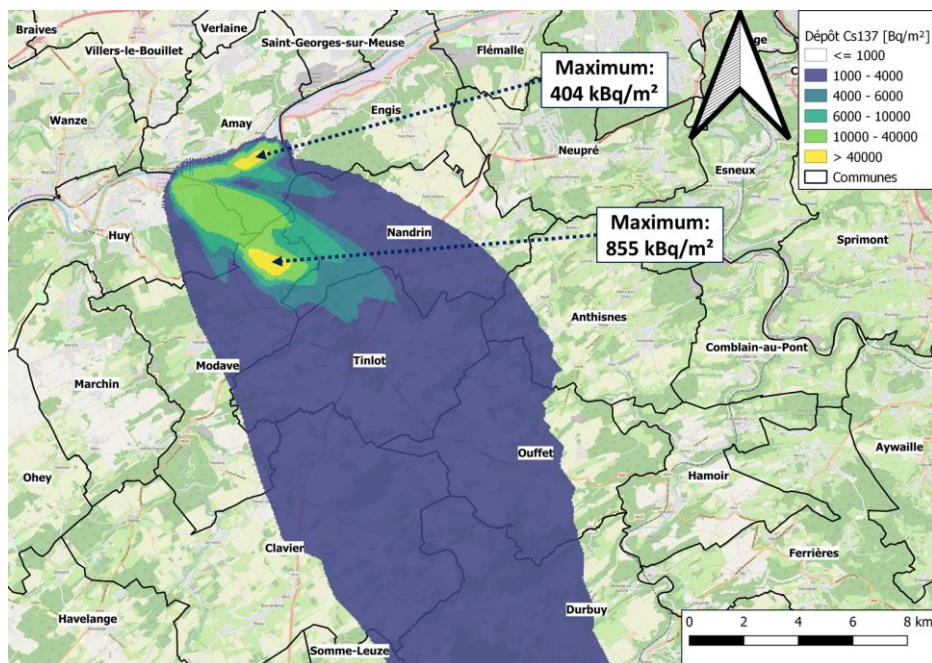 Braives
Verlaine
Villers-le-Bouillet
Saint-Georges-sur-Meuse
Flémalle
Maximum:
404 kBq/m²
Dépôt Cs137 [Bq/m²]
<= 1000
1000 - 4000
4000 - 6000
6000 - 10000
10000 - 40000
> 40000
Communes
Wanze
Amay
Engis
Neupré
Esneux
Huy
Nandrin
Maximum:
855 kBq/m²
Sprimont
Anthisnes
Comblain-au-Pont
Modave
Tinlot
Marchin
Ouffet
Aywaille
Ohey
Hamoir
Clavier
Ferrières
Havelange
Durbuy
Somme-Leuze
0 2 4 6 8 km